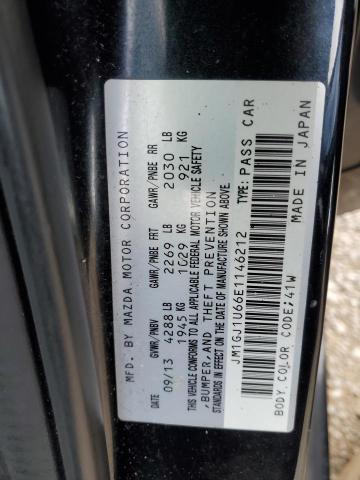 MFD. BY MAZDA MOTOR CORPORATION
DATE GVWR/PNBV GAWR/PNBE FRT GAWR/PNBE RR
09/13 4288 LB 2269 LB 2030 LB
1945 KG 1029 KG 921 KG
THIS VEHICLE CONFORMS TO ALL APPLICABLE FEDERAL MOTOR VEHICLE SAFETY
,BUMPER,AND THEFT PREVENTION
STANDARDS IN EFFECT ON THE DATE OF MANUFACTURE SHOWN ABOVE.
JM1GJ1U66E1146212 TYPE:PASS CAR
BODY COLOR CODE:41W MADE IN JAPAN